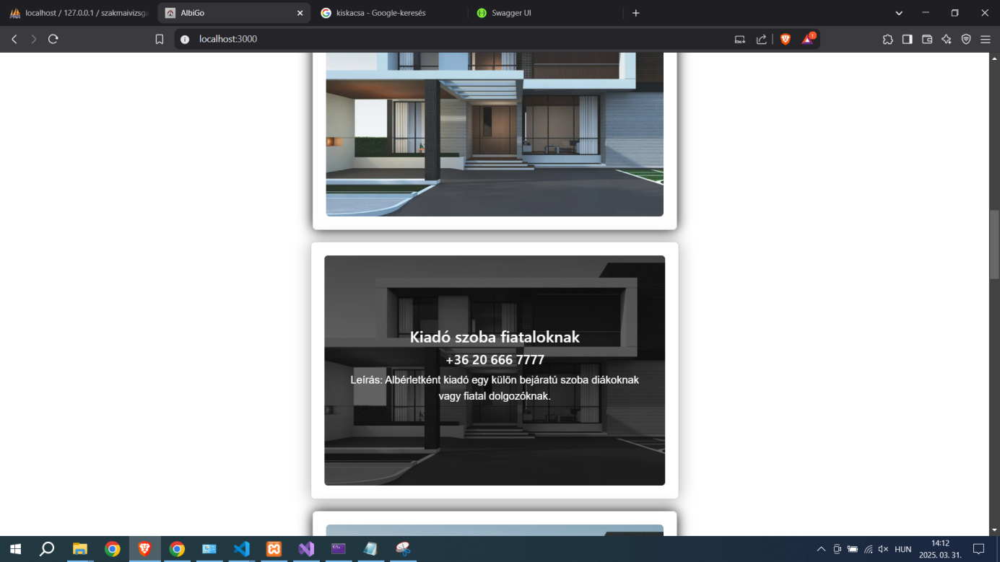 localhost / 127.0.0.1 / szakmaivizsga
AlbiGo
kiskacsa - Google-keresés
Swagger UI
localhost:3000
1
Kiadó szoba fiataloknak
+36 20 666 7777
Leírás: Albérletként kiadó egy külön bejáratú szoba diákoknak
vagy fiatal dolgozóknak.
HUN
14:12
2025. 03. 31.